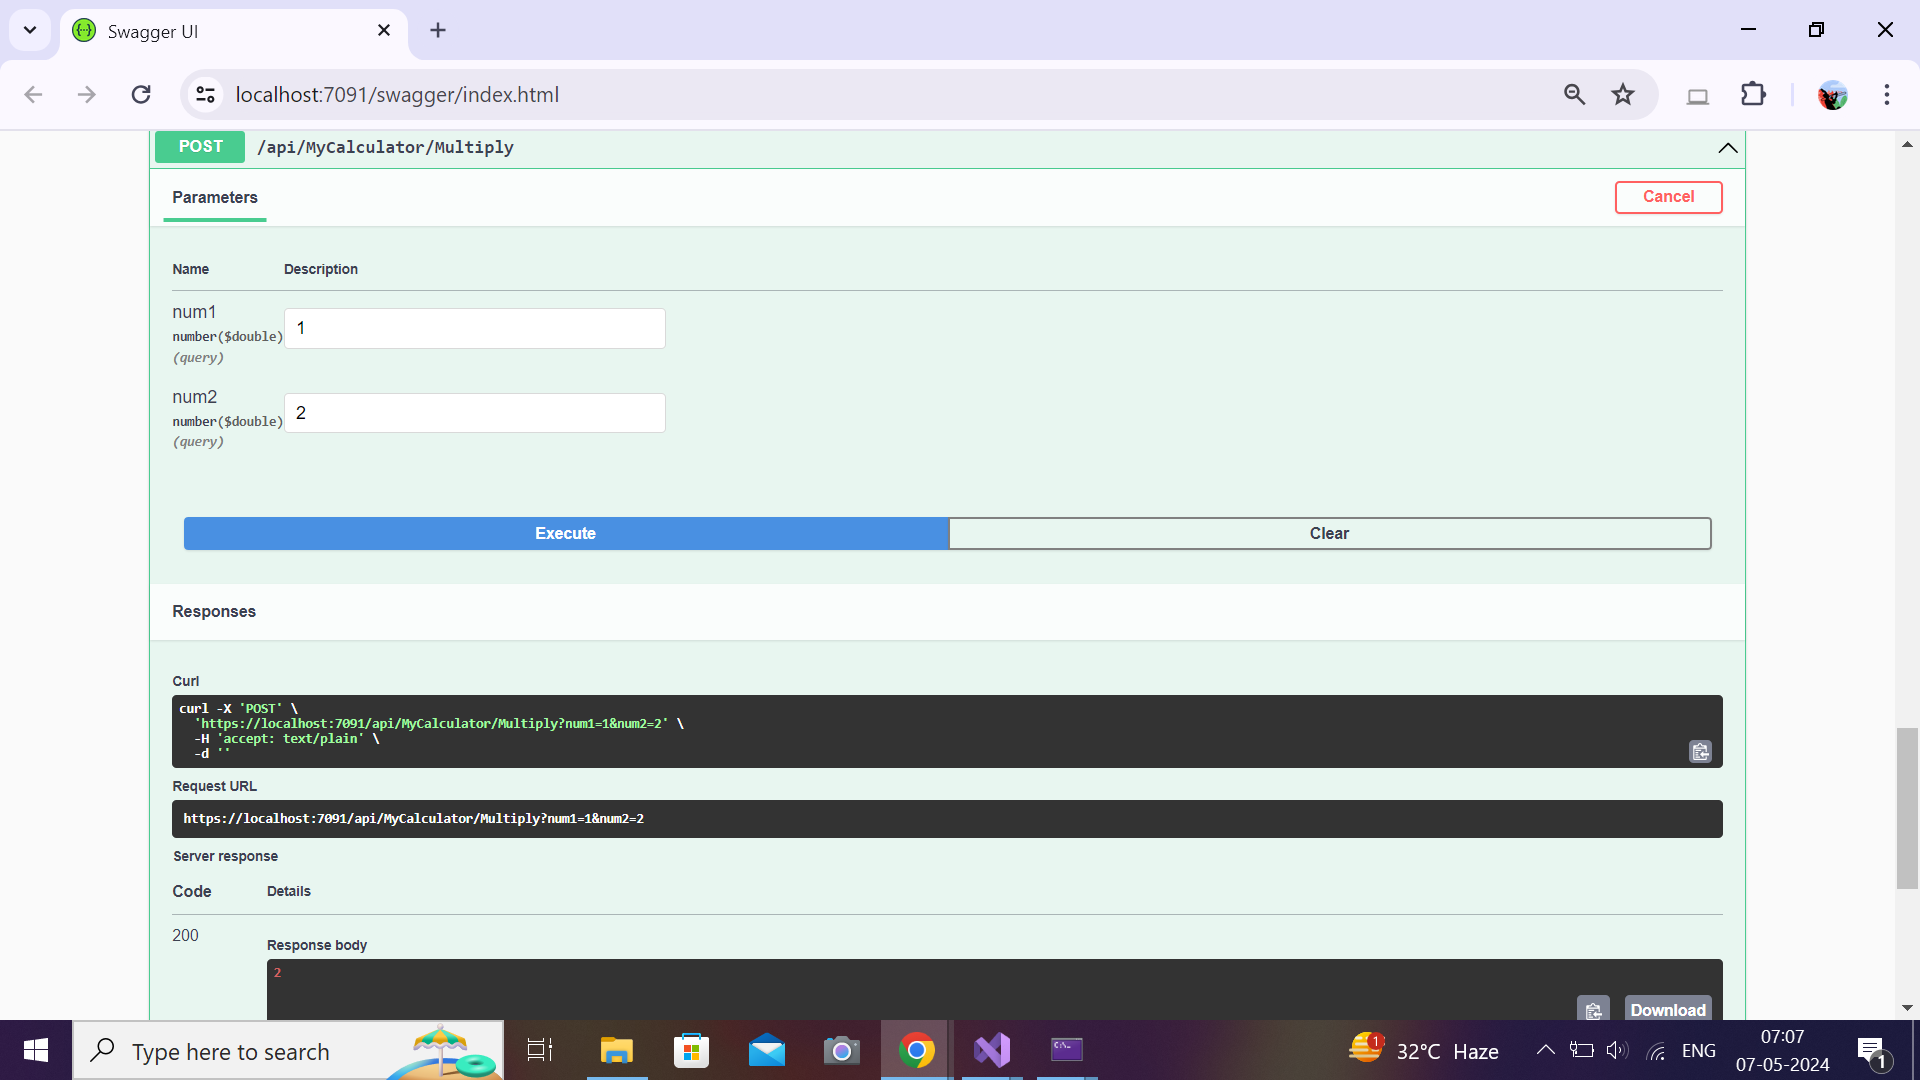 Swagger UI
localhost:7091/swagger/index.html
POST /api/MyCalculator/Multiply
Parameters
Cancel
Name Description
num1
number($double)
(query)
1
num2
number($double)
(query)
2
Execute Clear
Responses
Curl
curl -X 'POST' \
'https://localhost:7091/api/MyCalculator/Multiply?num1=1&num2=2' \
-H 'accept: text/plain' \
-d ''
Request URL
https://localhost:7091/api/MyCalculator/Multiply?num1=1&num2=2
Server response
Code Details
200
Response body
2
Download
Type here to search
C:\_
1
32°C Haze
ENG
07:07
07-05-2024
1